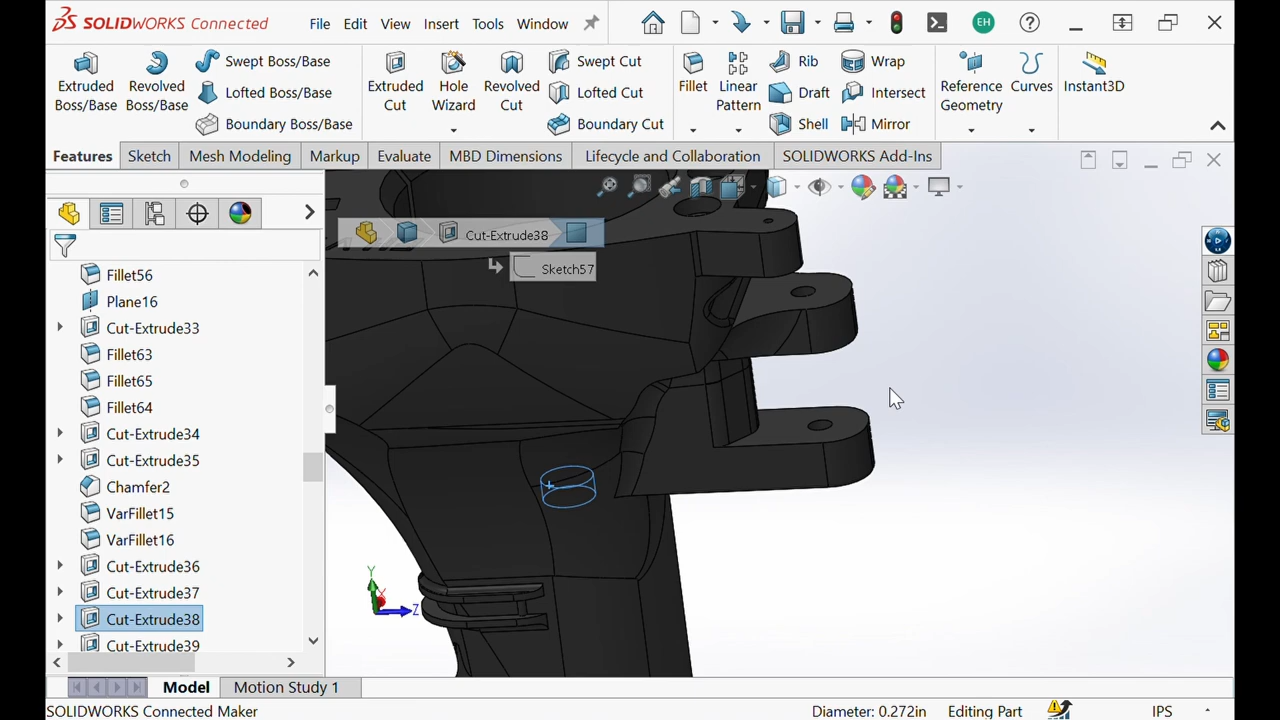 SOLIDWORKS Connected
File Edit View Insert Tools Window
EH
Extruded Boss/Base
Revolved Boss/Base
Swept Boss/Base
Lofted Boss/Base
Boundary Boss/Base
Extruded Cut
Hole Wizard
Revolved Cut
Swept Cut
Lofted Cut
Boundary Cut
Fillet
Linear Pattern
Rib
Draft
Shell
Wrap
Intersect
Mirror
Reference Geometry
Curves
Instant3D
Features Sketch Mesh Modeling Markup Evaluate MBD Dimensions Lifecycle and Collaboration SOLIDWORKS Add-Ins
Cut-Extrude38
Sketch57
Fillet56
Plane16
Cut-Extrude33
Fillet63
Fillet65
Fillet64
Cut-Extrude34
Cut-Extrude35
Chamfer2
VarFillet15
VarFillet16
Cut-Extrude36
Cut-Extrude37
Cut-Extrude38
Cut-Extrude39
Y
X
Z
Model Motion Study 1
SOLIDWORKS Connected Maker Diameter: 0.272in Editing Part IPS